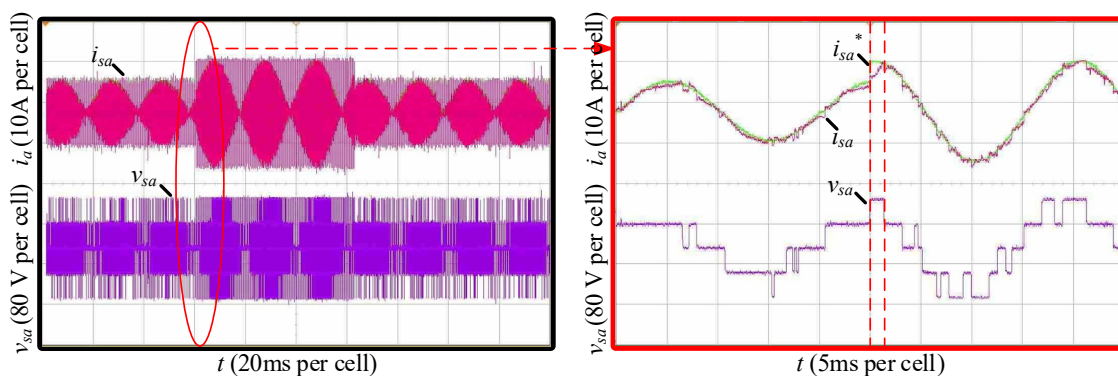 i_a (10A per cell)
v_sa (80 V per cell)
i_sa
v_sa
t (20ms per cell)
i_a (10A per cell)
v_sa (80 V per cell)
i_sa*
i_sa
v_sa
t (5ms per cell)